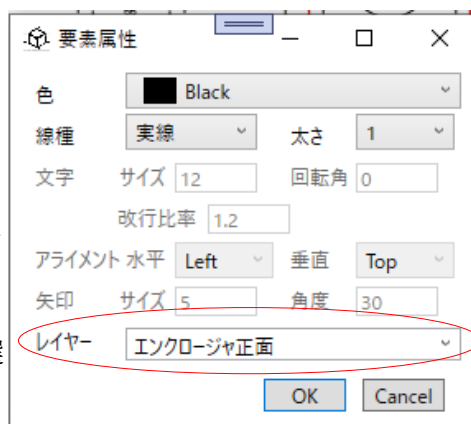 要素属性
色 Black
線種 実線 太さ 1
文字 サイズ 12 回転角 0
改行比率 1.2
アライメント 水平 Left 垂直 Top
矢印 サイズ 5 角度 30
レイヤー エンクロージャ正面
OK Cancel